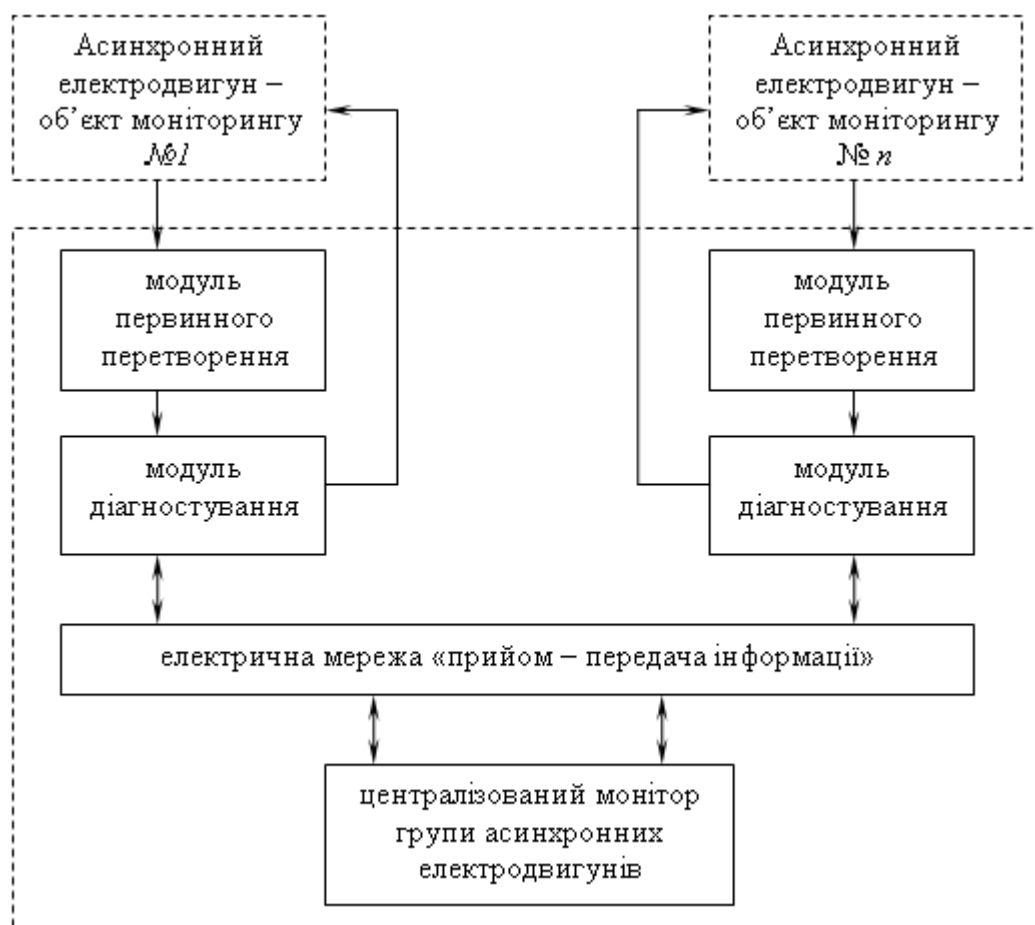 Асинхронний
електродвигун –
об’єкт моніторингу
№1
Асинхронний
електродвигун –
об’єкт моніторингу
№ n
модуль
первинного
перетворення
модуль
первинного
перетворення
модуль
діагностування
модуль
діагностування
електрична мережа «прийом – передача інформації»
централізований монітор
групи асинхронних
електродвигунів